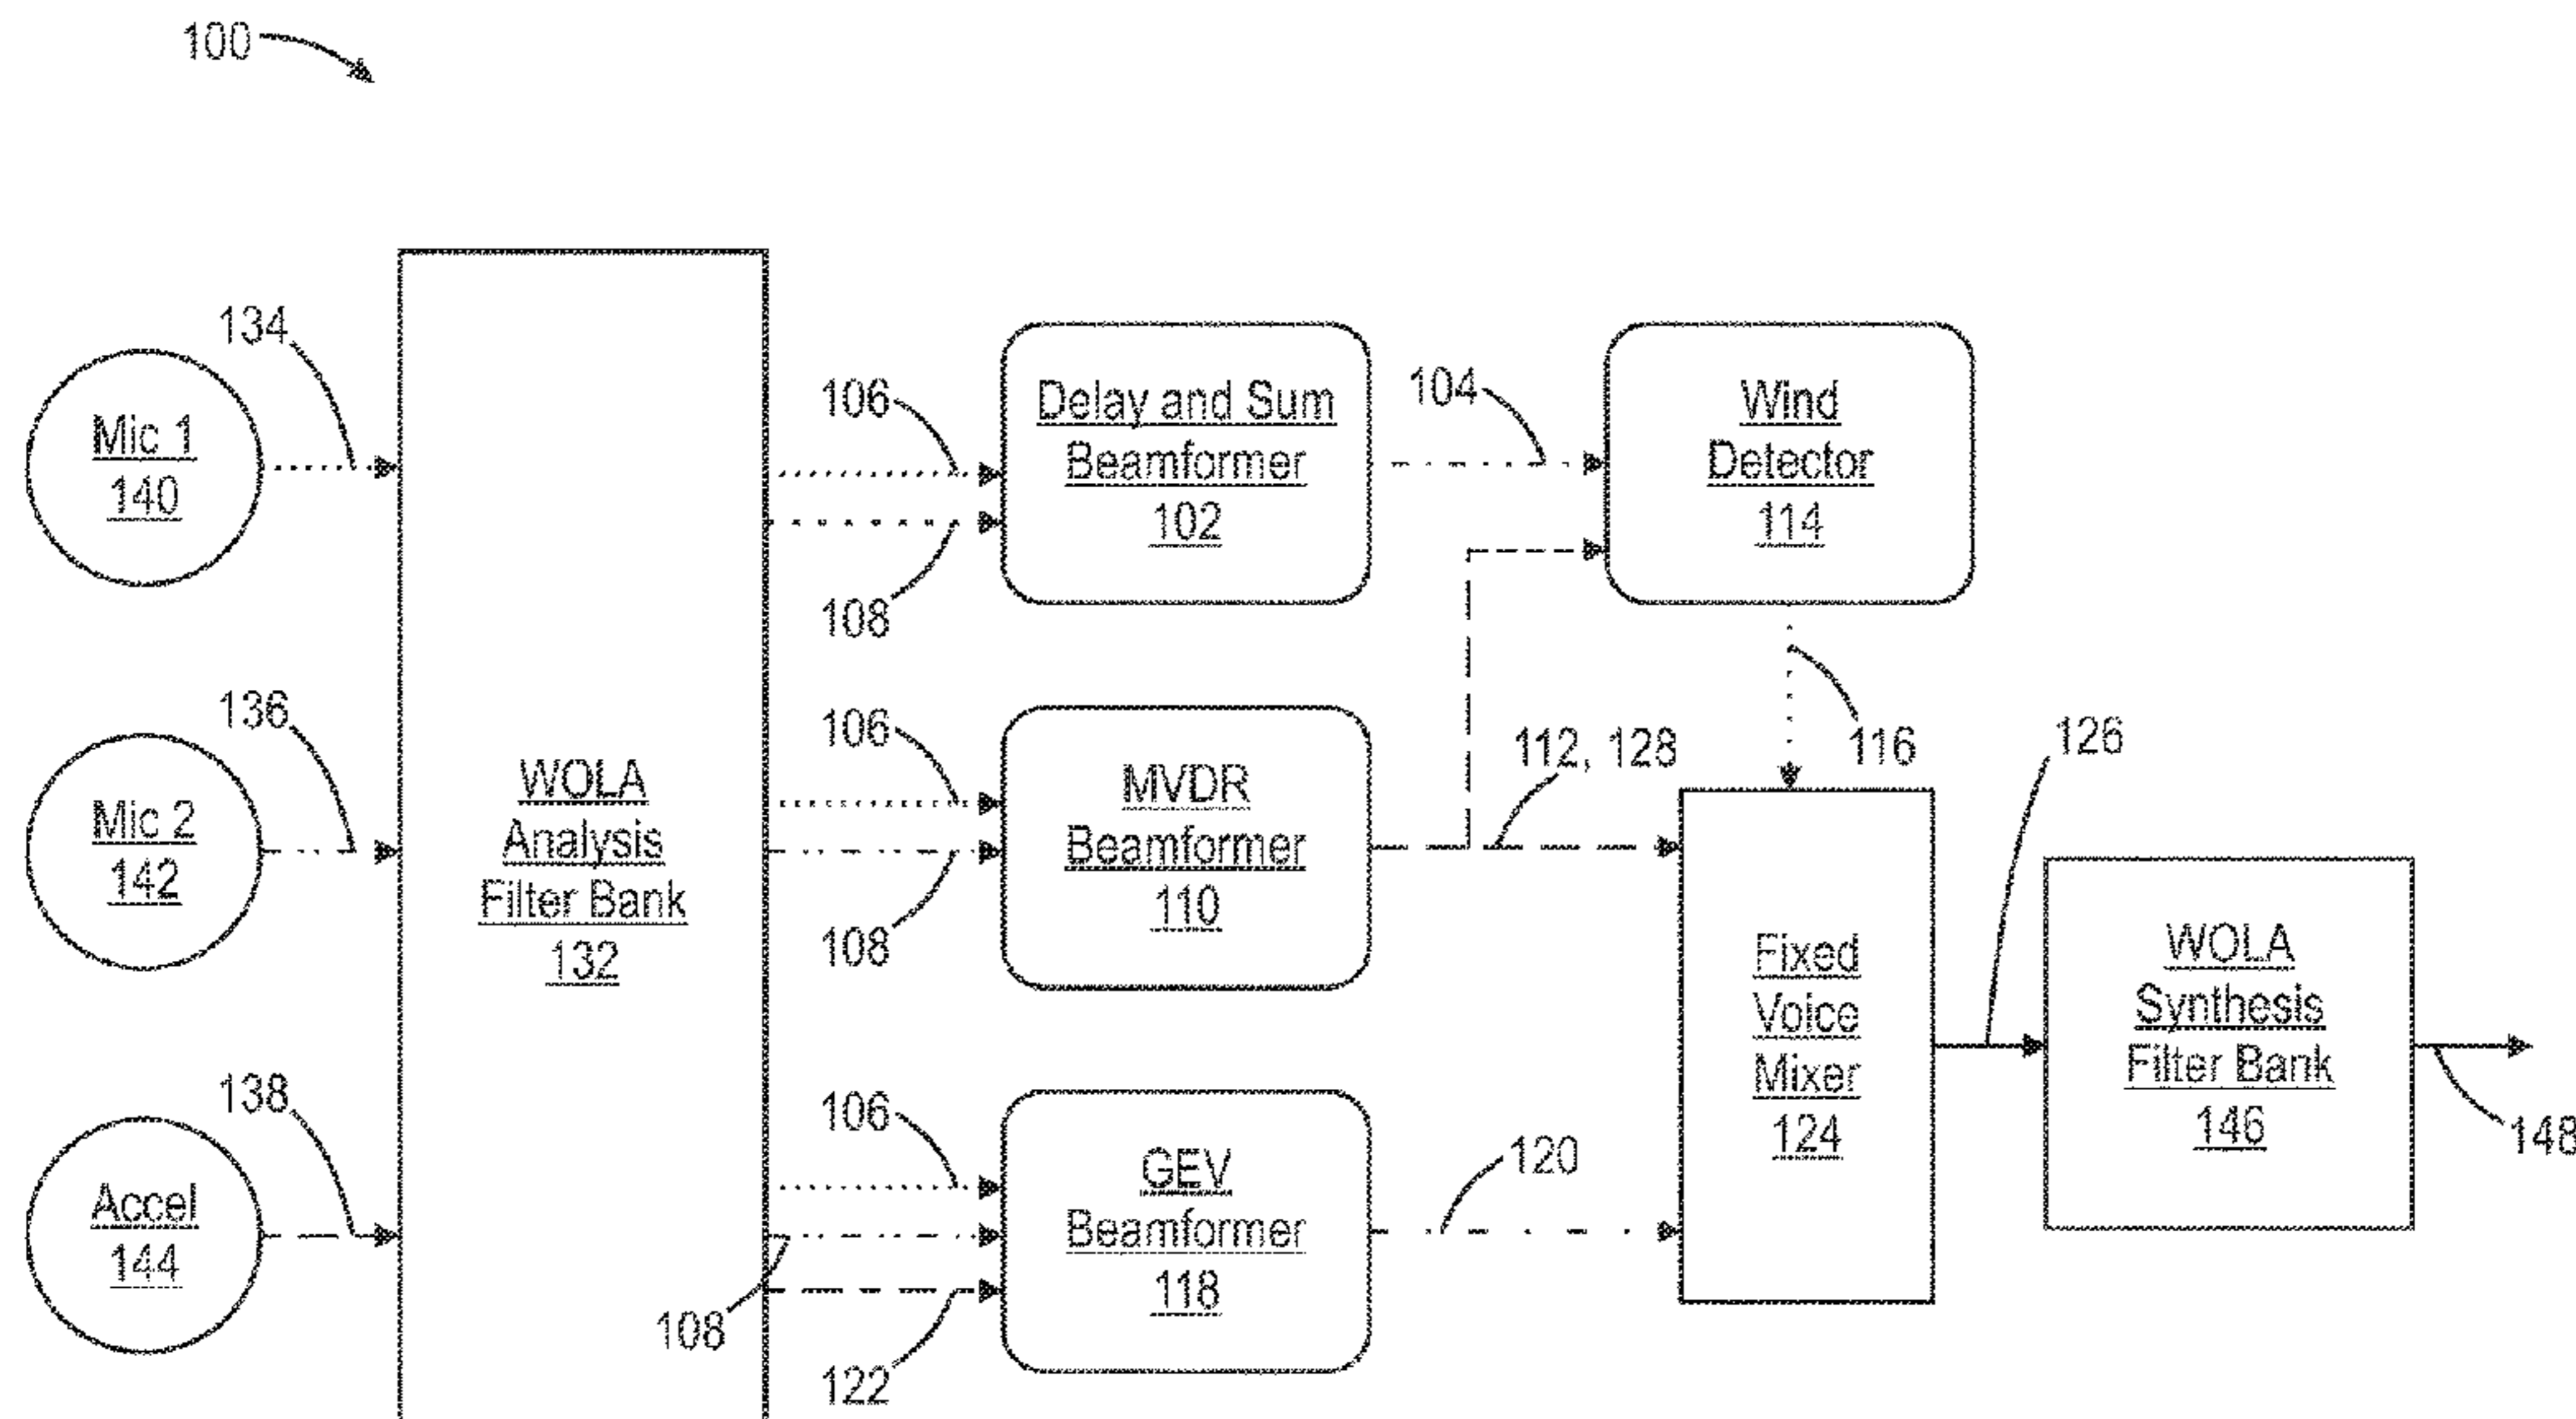 100
134
Mic 1
140
136
Mic 2
142
138
Accel
144
WOLA
Analysis
Filter Bank
132
106
108
Delay and Sum
Beamformer
102
104
Wind
Detector
114
116
106
108
MVDR
Beamformer
110
112, 128
106
108
122
GEV
Beamformer
118
120
Fixed
Voice
Mixer
124
126
WOLA
Synthesis
Filter Bank
146
148